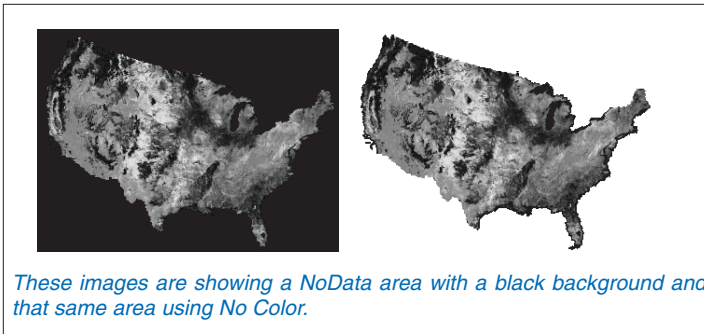 These images are showing a NoData area with a black background and
that same area using No Color.